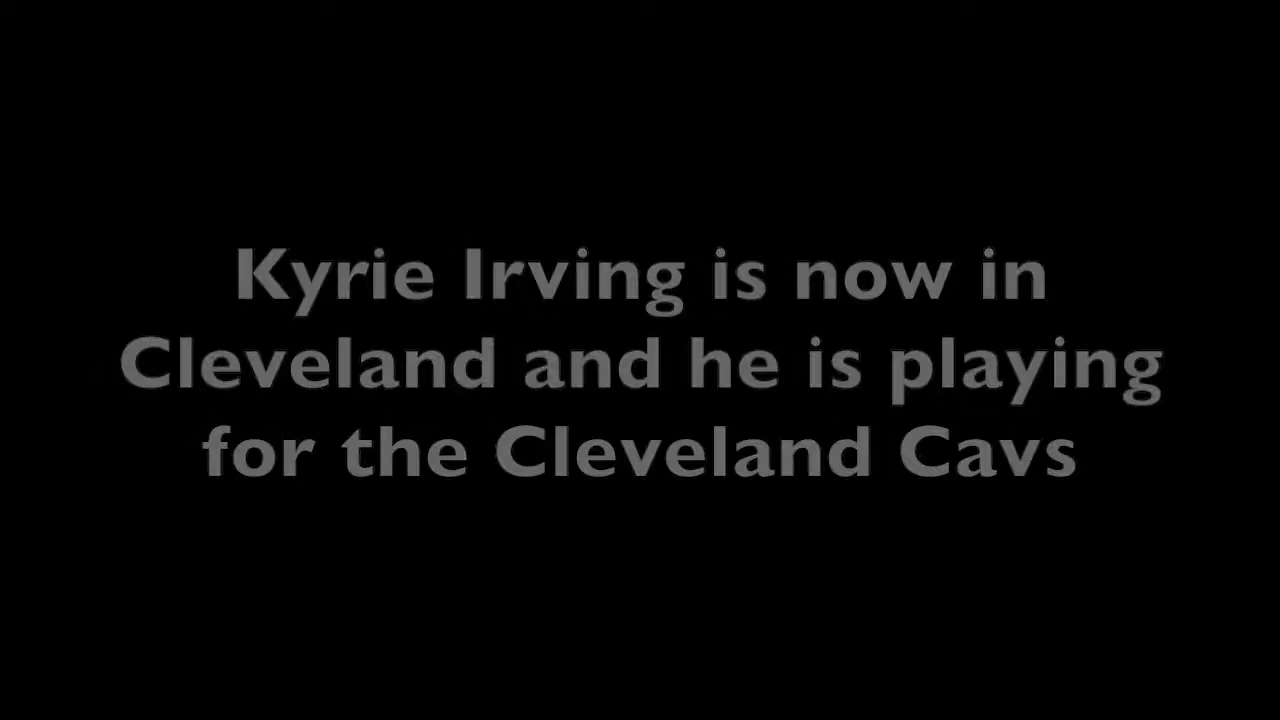 Kyrie Irving is now in
Cleveland and he is playing
for the Cleveland Cavs